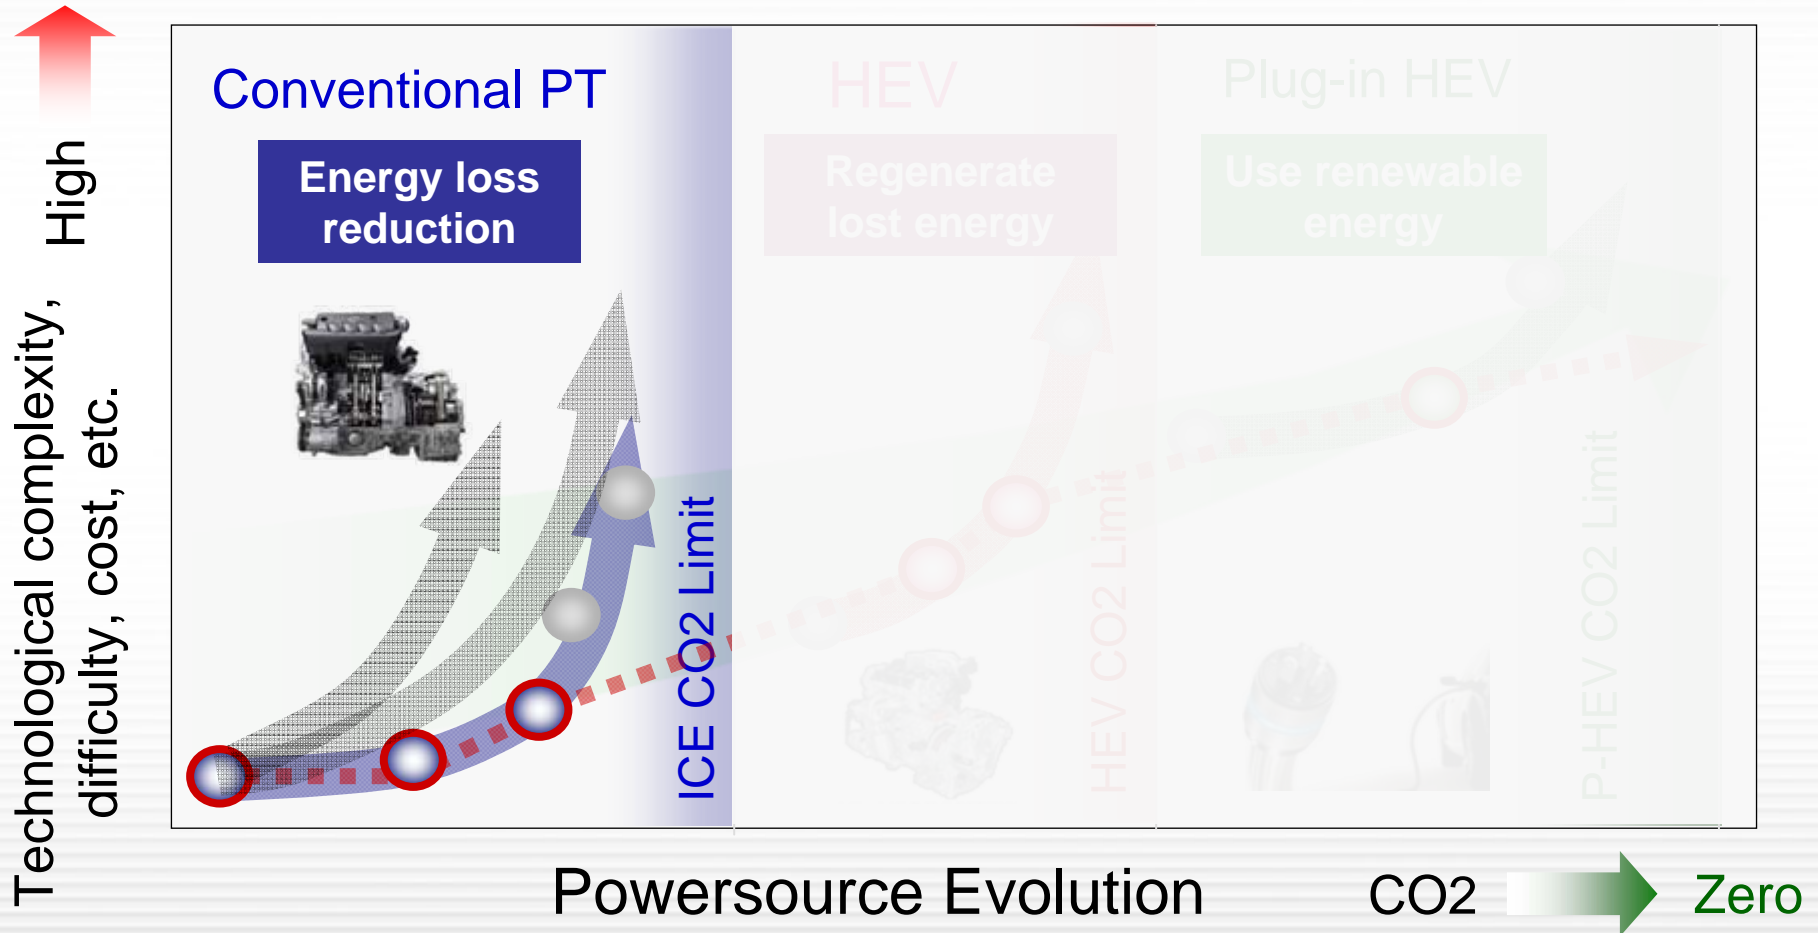 High
Technological complexity,
difficulty, cost, etc.
Conventional PT
Energy loss
reduction
ICE CO2 Limit
HEV
Regenerate
lost energy
HEV CO2 Limit
Plug-in HEV
Use renewable
energy
P-HEV CO2 Limit
Powersource Evolution
CO2
Zero